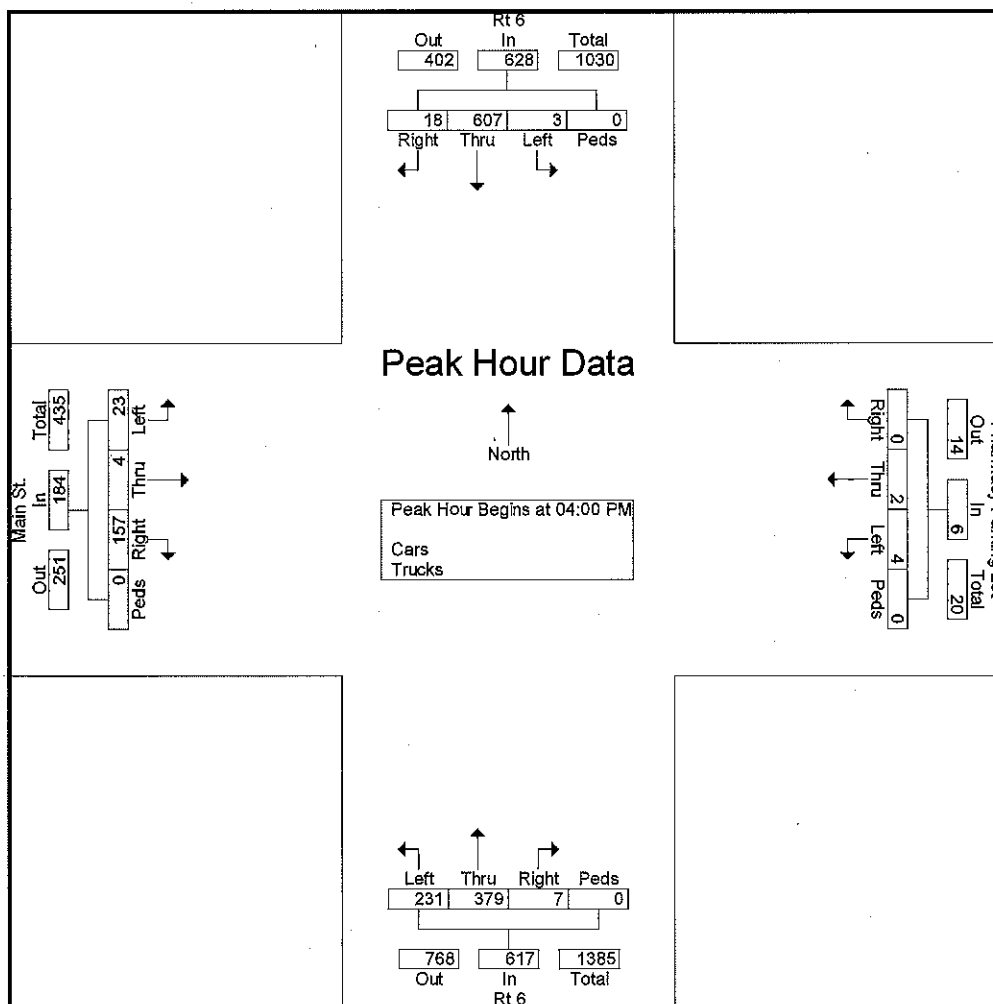 Rt 6
Out In Total
402 628 1030
18 607 3 0
Right Thru Left Peds
Peak Hour Data
North
Peak Hour Begins at 04:00 PM
Cars
Trucks
Main St.
Out In Total
251 184 435
23 4 157 0
Left Thru Right Peds
Out In Total
14 6 20
Right Thru Left Peds
0 2 4 0
Left Thru Right Peds
231 379 7 0
768 617 1385
Out In Total
Rt 6